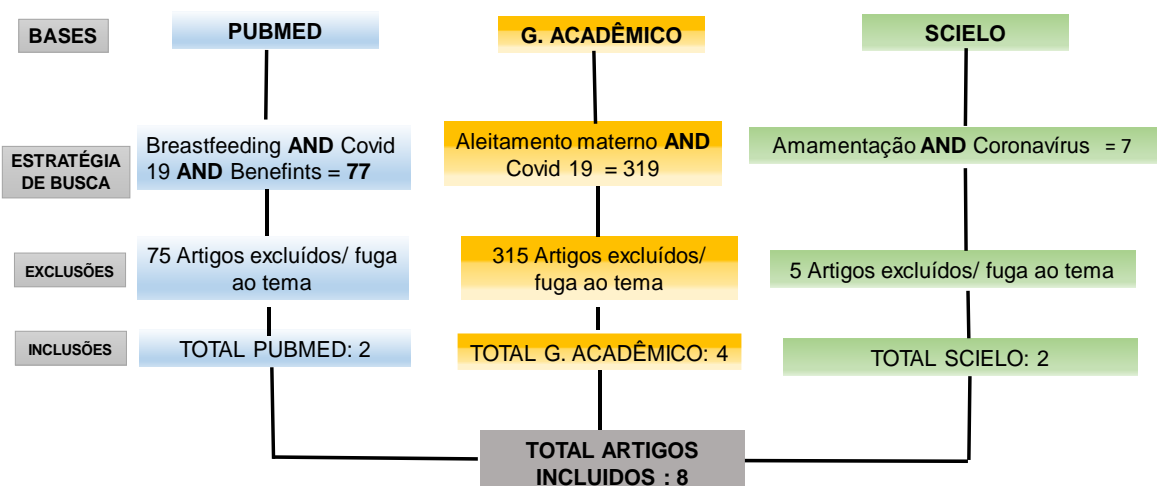 BASES
PUBMED
G. ACADÊMICO
SCIELO
ESTRATÉGIA
DE BUSCA
Breastfeeding AND Covid
19 AND Benefints = 77
Aleitamento materno AND
Covid 19 = 319
Amamentação AND Coronavírus = 7
EXCLUSÕES
75 Artigos excluídos/ fuga
ao tema
315 Artigos excluídos/
fuga ao tema
5 Artigos excluídos/ fuga ao tema
INCLUSÕES
TOTAL PUBMED: 2
TOTAL G. ACADÊMICO: 4
TOTAL SCIELO: 2
TOTAL ARTIGOS
INCLUIDOS : 8